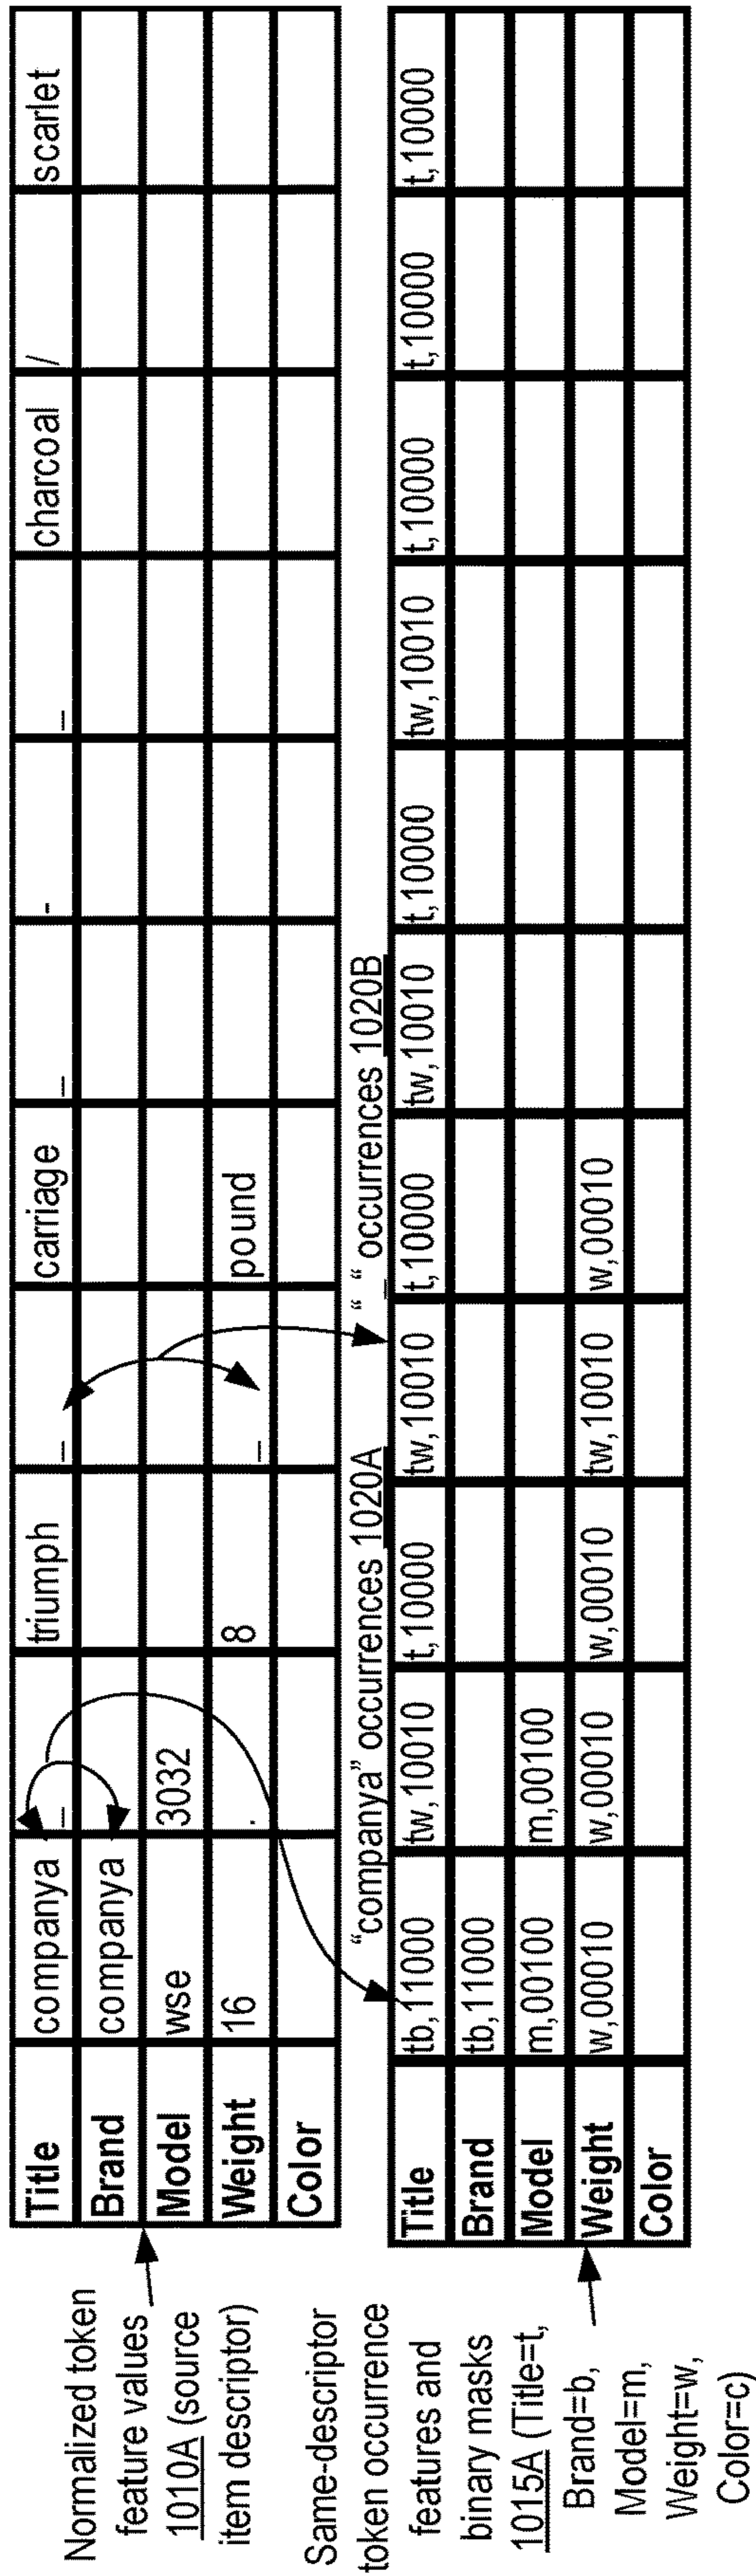 Normalized token
feature values
1010A (source
item descriptor)
Title companya _ triumph _ carriage _ - _ charcoal / scarlet
Brand companya
Model wse 3032
Weight 16 . 8 _ pound
Color
"companya" occurrences 1020A
"_" occurrences 1020B
Same-descriptor
token occurrence
features and
binary masks
1015A (Title=t,
Brand=b,
Model=m,
Weight=w,
Color=c)
Title tb,11000 tw,10010 t,10000 tw,10010 t,10000 tw,10010 t,10000 tw,10010 t,10000 t,10000 t,10000
Brand tb,11000
Model m,00100 m,00100
Weight w,00010 w,00010 w,00010 tw,10010 w,00010
Color